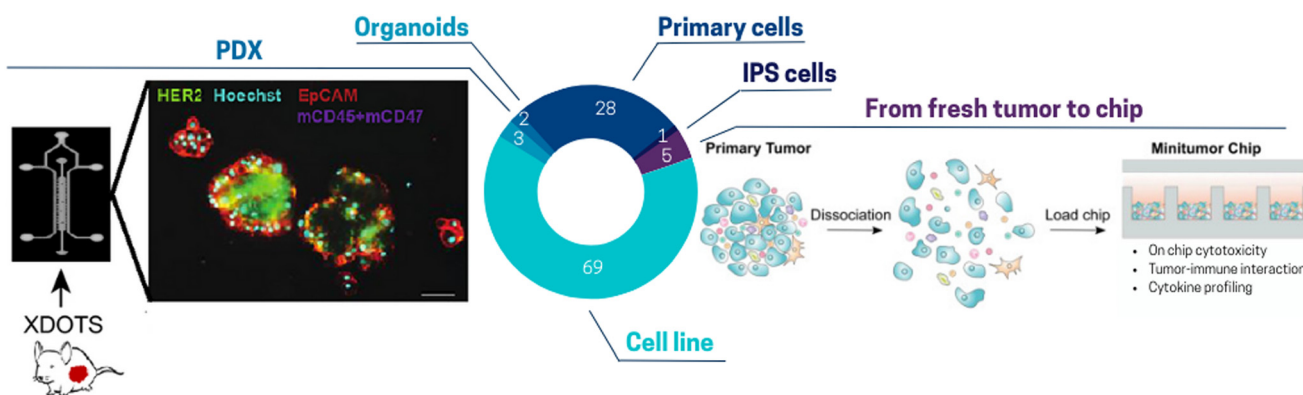 Organoids
Primary cells
PDX
IPS cells
HER2 Hoechst EpCAM
mCD45+mCD47
From fresh tumor to chip
28
2
3
1
5
69
Primary Tumor
Minitumor Chip
Dissociation
Load chip
• On chip cytotoxicity
• Tumor-immune interaction
• Cytokine profiling
XDOTS
Cell line